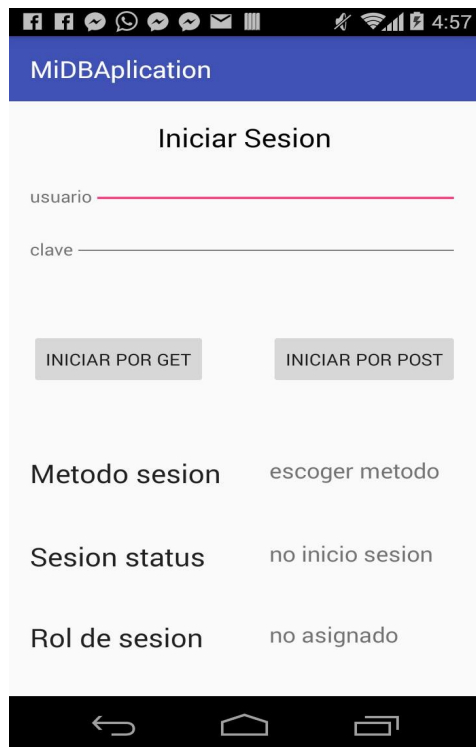 4:57
MiDBAplication
Iniciar Sesion
usuario
clave
INICIAR POR GET
INICIAR POR POST
Metodo sesion
escoger metodo
Sesion status
no inicio sesion
Rol de sesion
no asignado